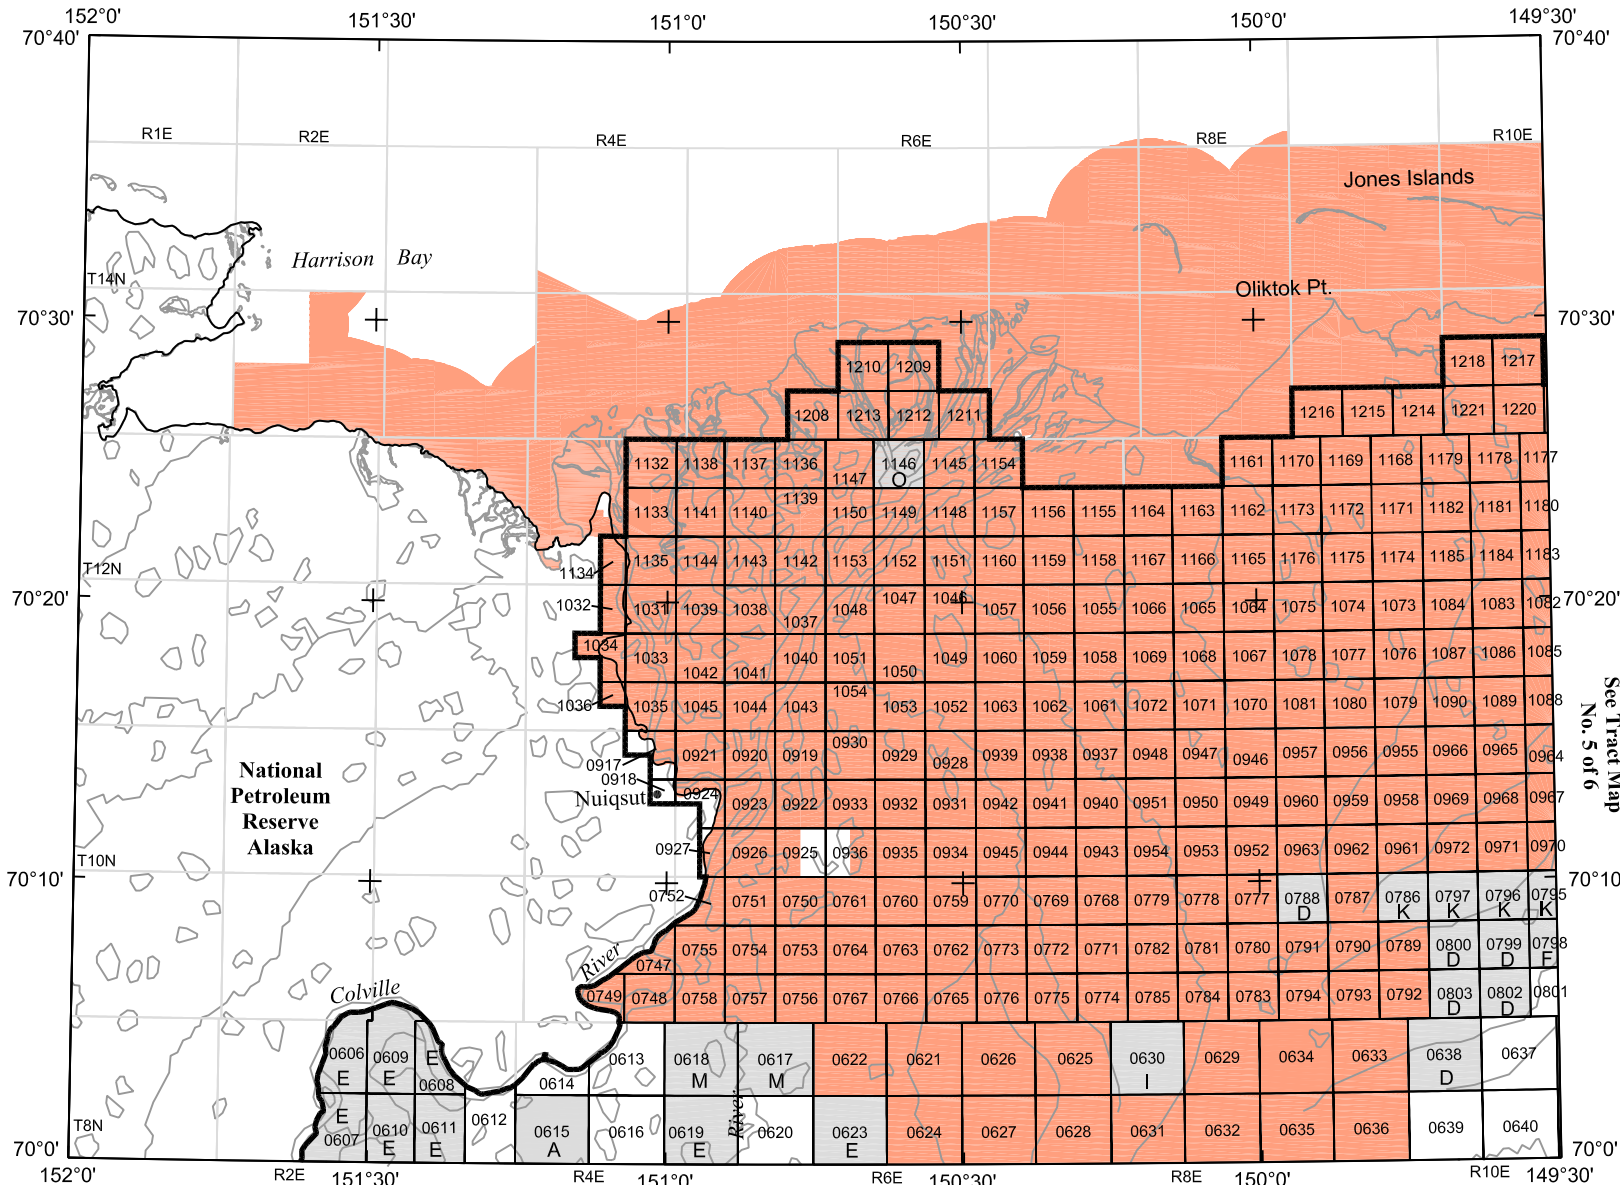 152°0' 151°30' 151°0' 150°30' 150°0' 149°30'
70°40' 70°40'
R1E R2E R4E R6E R8E R10E
Jones Islands
Harrison Bay
T14N
Oliktok Pt.
70°30' 70°30'
1218 1217
1210 1209
1208 1213 1212 1211 1216 1215 1214 1221 1220
1132 1138 1137 1136 1147 1146 1145 1154 1161 1170 1169 1168 1179 1178 1177
O
1133 1141 1140 1139 1150 1149 1148 1157 1156 1155 1164 1163 1162 1173 1172 1171 1182 1181 1180
T12N
1134 1135 1144 1143 1142 1153 1152 1151 1160 1159 1158 1167 1166 1165 1176 1175 1174 1185 1184 1183
70°20' 70°20'
1032 1031 1039 1038 1037 1048 1047 1046 1057 1056 1055 1066 1065 1064 1075 1074 1073 1084 1083 1082
1034 1033 1042 1041 1040 1051 1050 1049 1060 1059 1058 1069 1068 1067 1078 1077 1076 1087 1086 1085
1036 1035 1045 1044 1043 1054 1053 1052 1063 1062 1061 1072 1071 1070 1081 1080 1079 1090 1089 1088
See Tract Map
No. 5 of 6
0917 0921 0920 0919 0930 0929 0928 0939 0938 0937 0948 0947 0946 0957 0956 0955 0966 0965 0964
National
Petroleum
Reserve
Alaska
0918
Nuiqsut
0924 0923 0922 0933 0932 0931 0942 0941 0940 0951 0950 0949 0960 0959 0958 0969 0968 0967
T10N
0927 0926 0925 0936 0935 0934 0945 0944 0943 0954 0953 0952 0963 0962 0961 0972 0971 0970
70°10' 70°10'
0752 0751 0750 0761 0760 0759 0770 0769 0768 0779 0778 0777 0788 0787 0786 0797 0796 0795
D K K K K
0747 0755 0754 0753 0764 0763 0762 0773 0772 0771 0782 0781 0780 0791 0790 0789 0800 0799 0798
D D F
River
Colville
0749 0748 0758 0757 0756 0767 0766 0765 0776 0775 0774 0785 0784 0783 0794 0793 0792 0803 0802 0801
D D
0606 0609 E 0608 0614 0613 0618 0617 0622 0621 0626 0625 0630 0629 0634 0633 0638 0637
E E M M I D
T8N
E 0607 0610 0611 0612 0615 0616 0619 0620 0623 0624 0627 0628 0631 0632 0635 0636 0639 0640
E E A E E
River
70°0' 70°0'
R2E R4E R6E R8E R10E
152°0' 151°30' 151°0' 150°30' 150°0' 149°30'